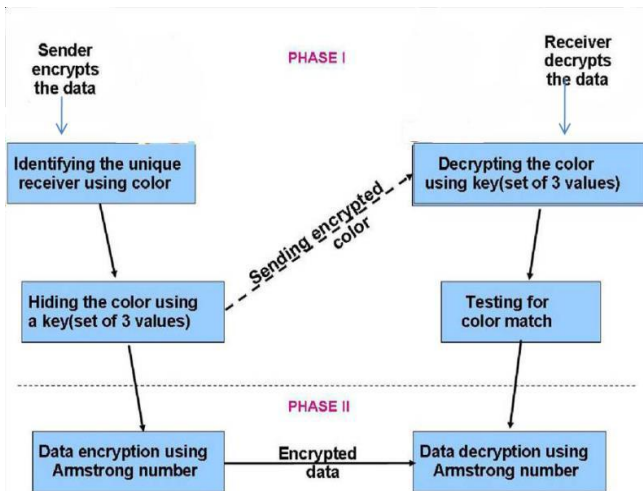 Sender
encrypts
the data
PHASE I
Receiver
decrypts
the data
Identifying the unique
receiver using color
Decrypting the color
using key(set of 3 values)
Sending encrypted
color
Hiding the color using
a key(set of 3 values)
Testing for
color match
PHASE II
Data encryption using
Armstrong number
Encrypted
data
Data decryption using
Armstrong number